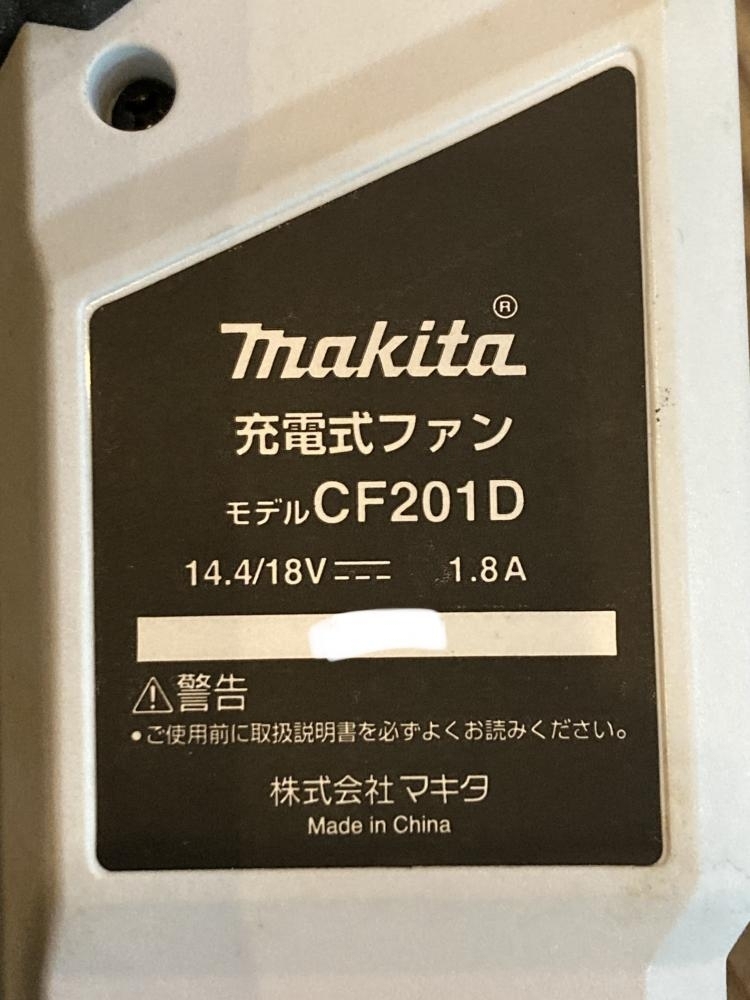 makita®
充電式ファン
モデルCF201D
14.4/18V⎓ 1.8A
⚠警告
•ご使用前に取扱説明書を必ずよくお読みください。
株式会社マキタ
Made in China